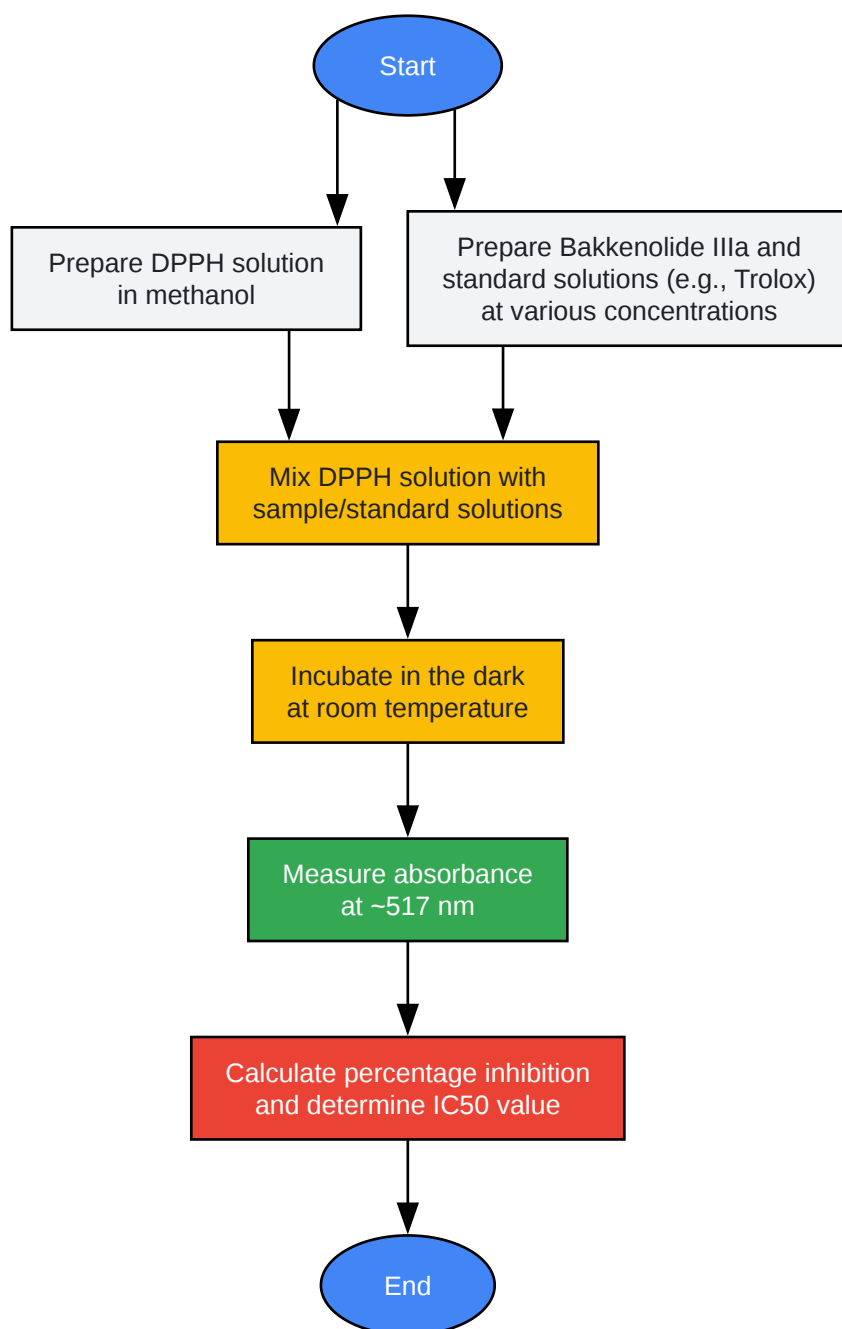 Start
Prepare DPPH solution
in methanol
Prepare Bakkenolide IIIa and
standard solutions (e.g., Trolox)
at various concentrations
Mix DPPH solution with
sample/standard solutions
Incubate in the dark
at room temperature
Measure absorbance
at ~517 nm
Calculate percentage inhibition
and determine IC50 value
End